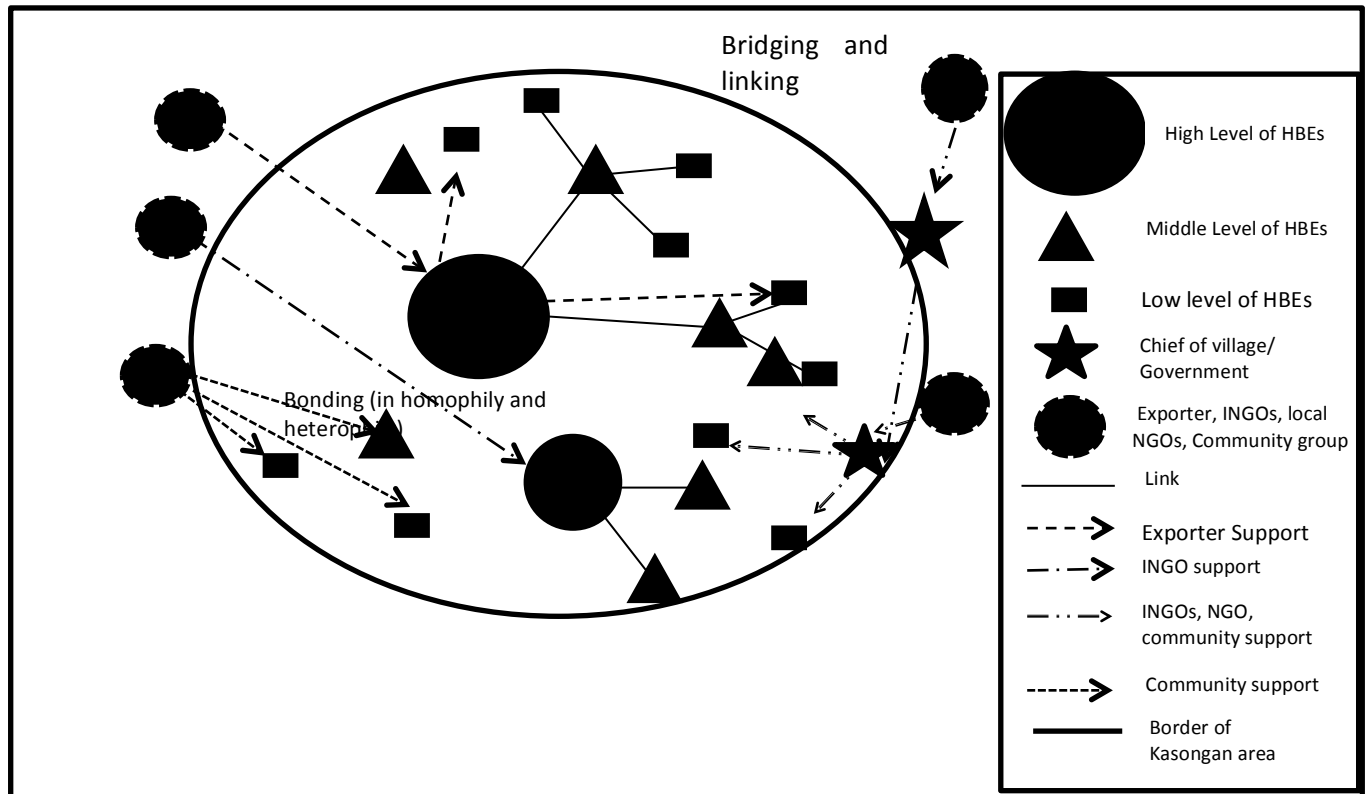 Bridging and
linking
Bonding (in homophily and
High Level of HBEs
Middle Level of HBEs
Low level of HBEs
Chief of village/
Government
Exporter, INGOs, local
NGOs, Community group
Link
Exporter Support
INGO support
INGOs, NGO,
community support
Community support
Border of
Kasongan area